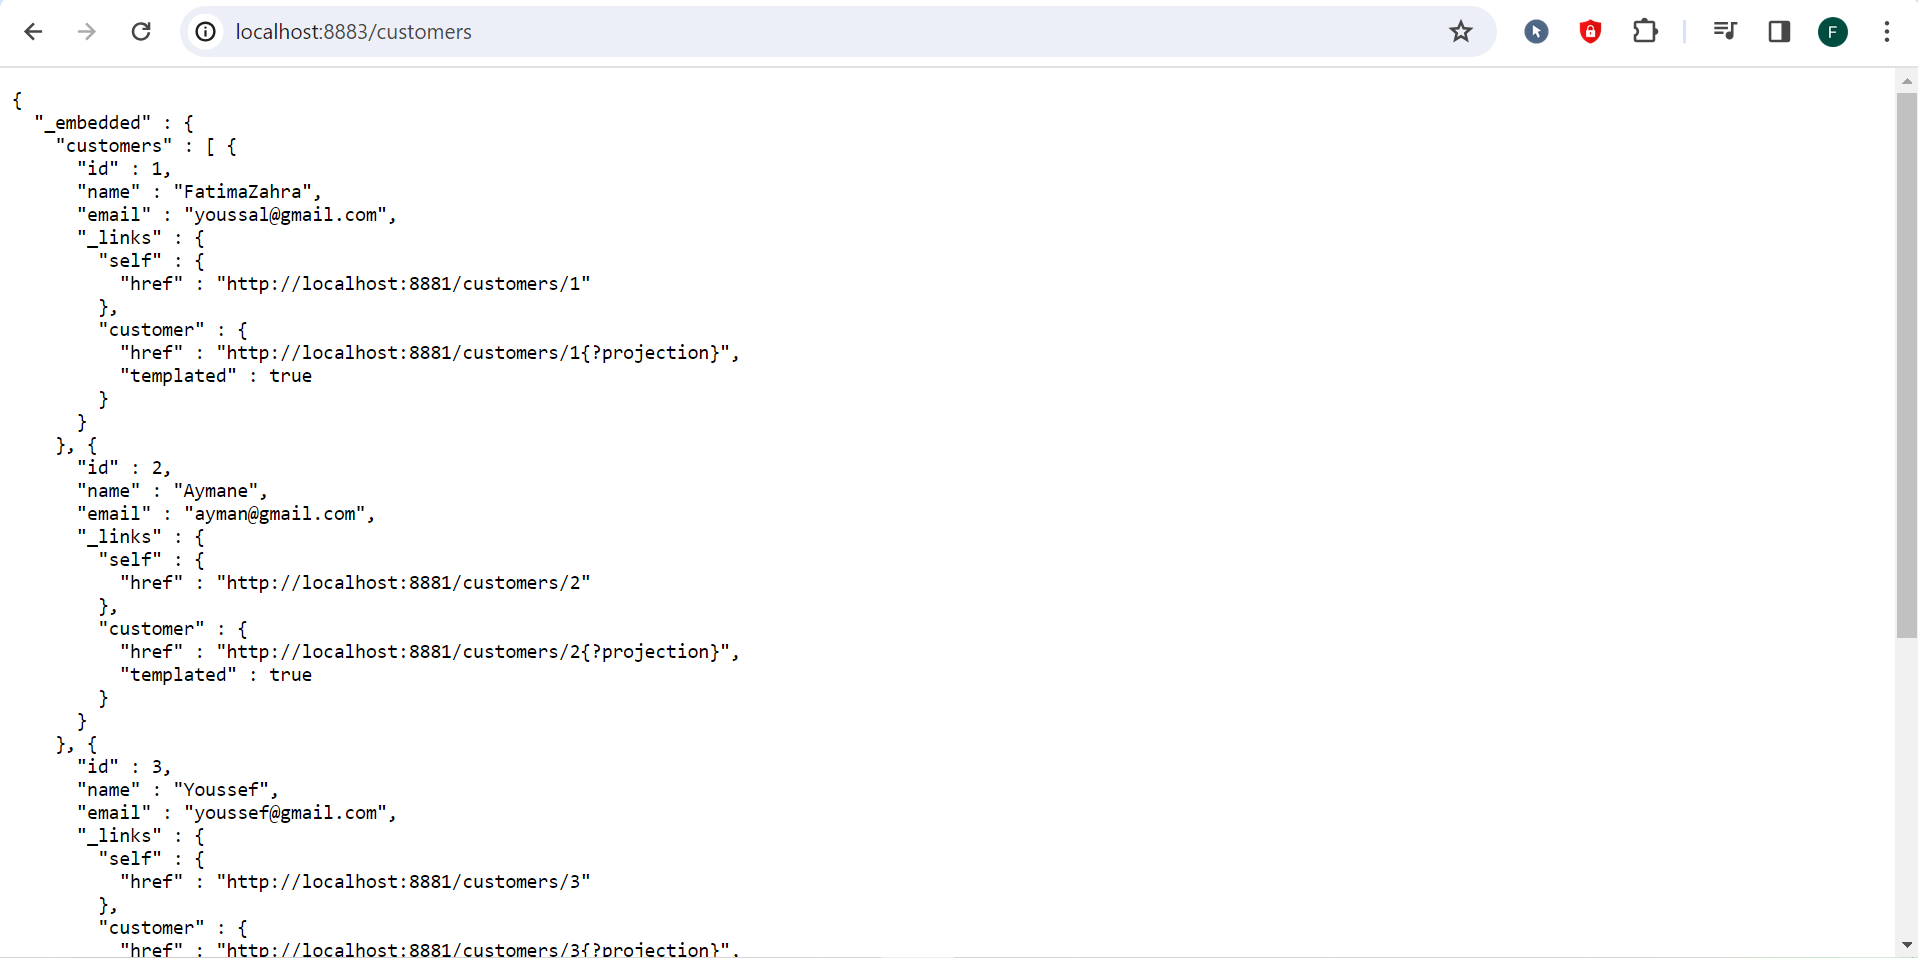 localhost:8883/customers
F
{
  "_embedded" : {
    "customers" : [ {
      "id" : 1,
      "name" : "FatimaZahra",
      "email" : "youssal@gmail.com",
      "_links" : {
        "self" : {
          "href" : "http://localhost:8881/customers/1"
        },
        "customer" : {
          "href" : "http://localhost:8881/customers/1{?projection}",
          "templated" : true
        }
      }
    }, {
      "id" : 2,
      "name" : "Aymane",
      "email" : "ayman@gmail.com",
      "_links" : {
        "self" : {
          "href" : "http://localhost:8881/customers/2"
        },
        "customer" : {
          "href" : "http://localhost:8881/customers/2{?projection}",
          "templated" : true
        }
      }
    }, {
      "id" : 3,
      "name" : "Youssef",
      "email" : "youssef@gmail.com",
      "_links" : {
        "self" : {
          "href" : "http://localhost:8881/customers/3"
        },
        "customer" : {
          "href" : "http://localhost:8881/customers/3{?projection}",